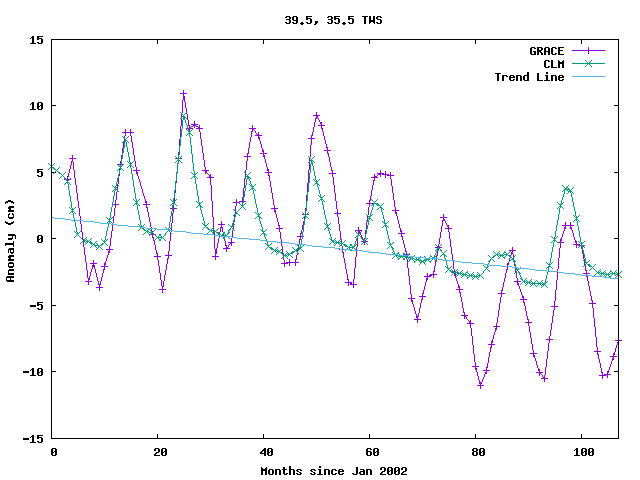 39.5, 35.5 TWS
GRACE
CLM
Trend Line
15
10
5
0
-5
-10
-15
Anomaly (cm)
0 20 40 60 80 100
Months since Jan 2002